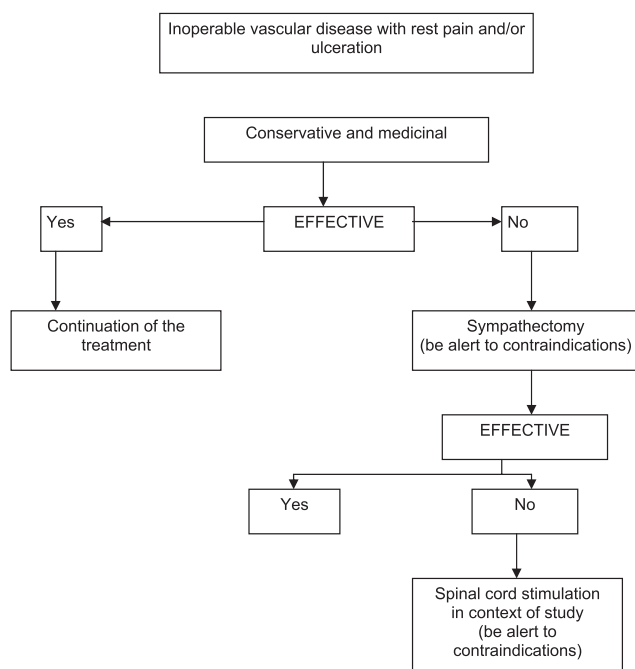 Inoperable vascular disease with rest pain and/or
ulceration
Conservative and medicinal
Yes
EFFECTIVE
No
Continuation of the
treatment
Sympathectomy
(be alert to contraindications)
EFFECTIVE
Yes
No
Spinal cord stimulation
in context of study
(be alert to
contraindications)